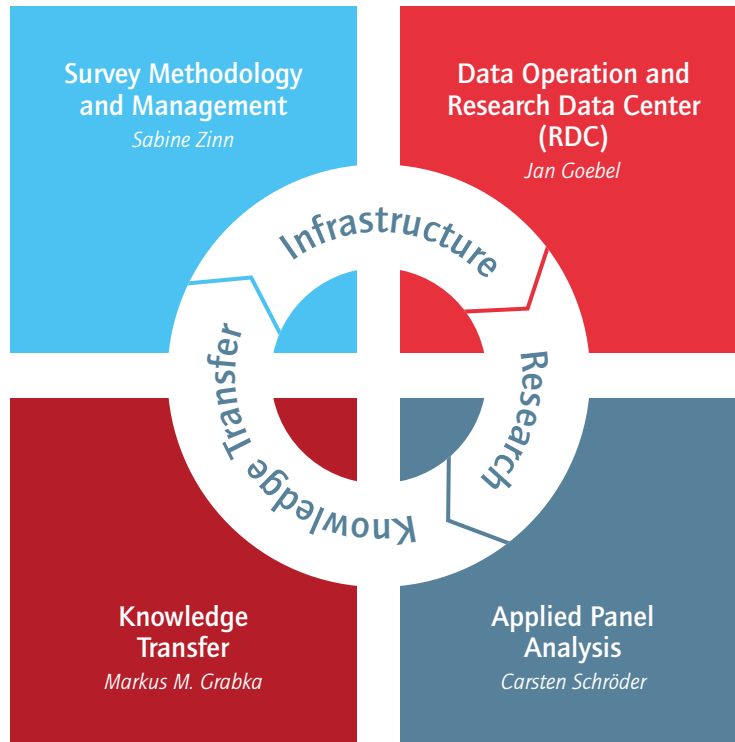 Survey Methodology
and Management
Sabine Zinn
Data Operation and
Research Data Center
(RDC)
Jan Goebel
Infrastructure
Research
Knowledge Transfer
Knowledge
Transfer
Markus M. Grabka
Applied Panel
Analysis
Carsten Schröder